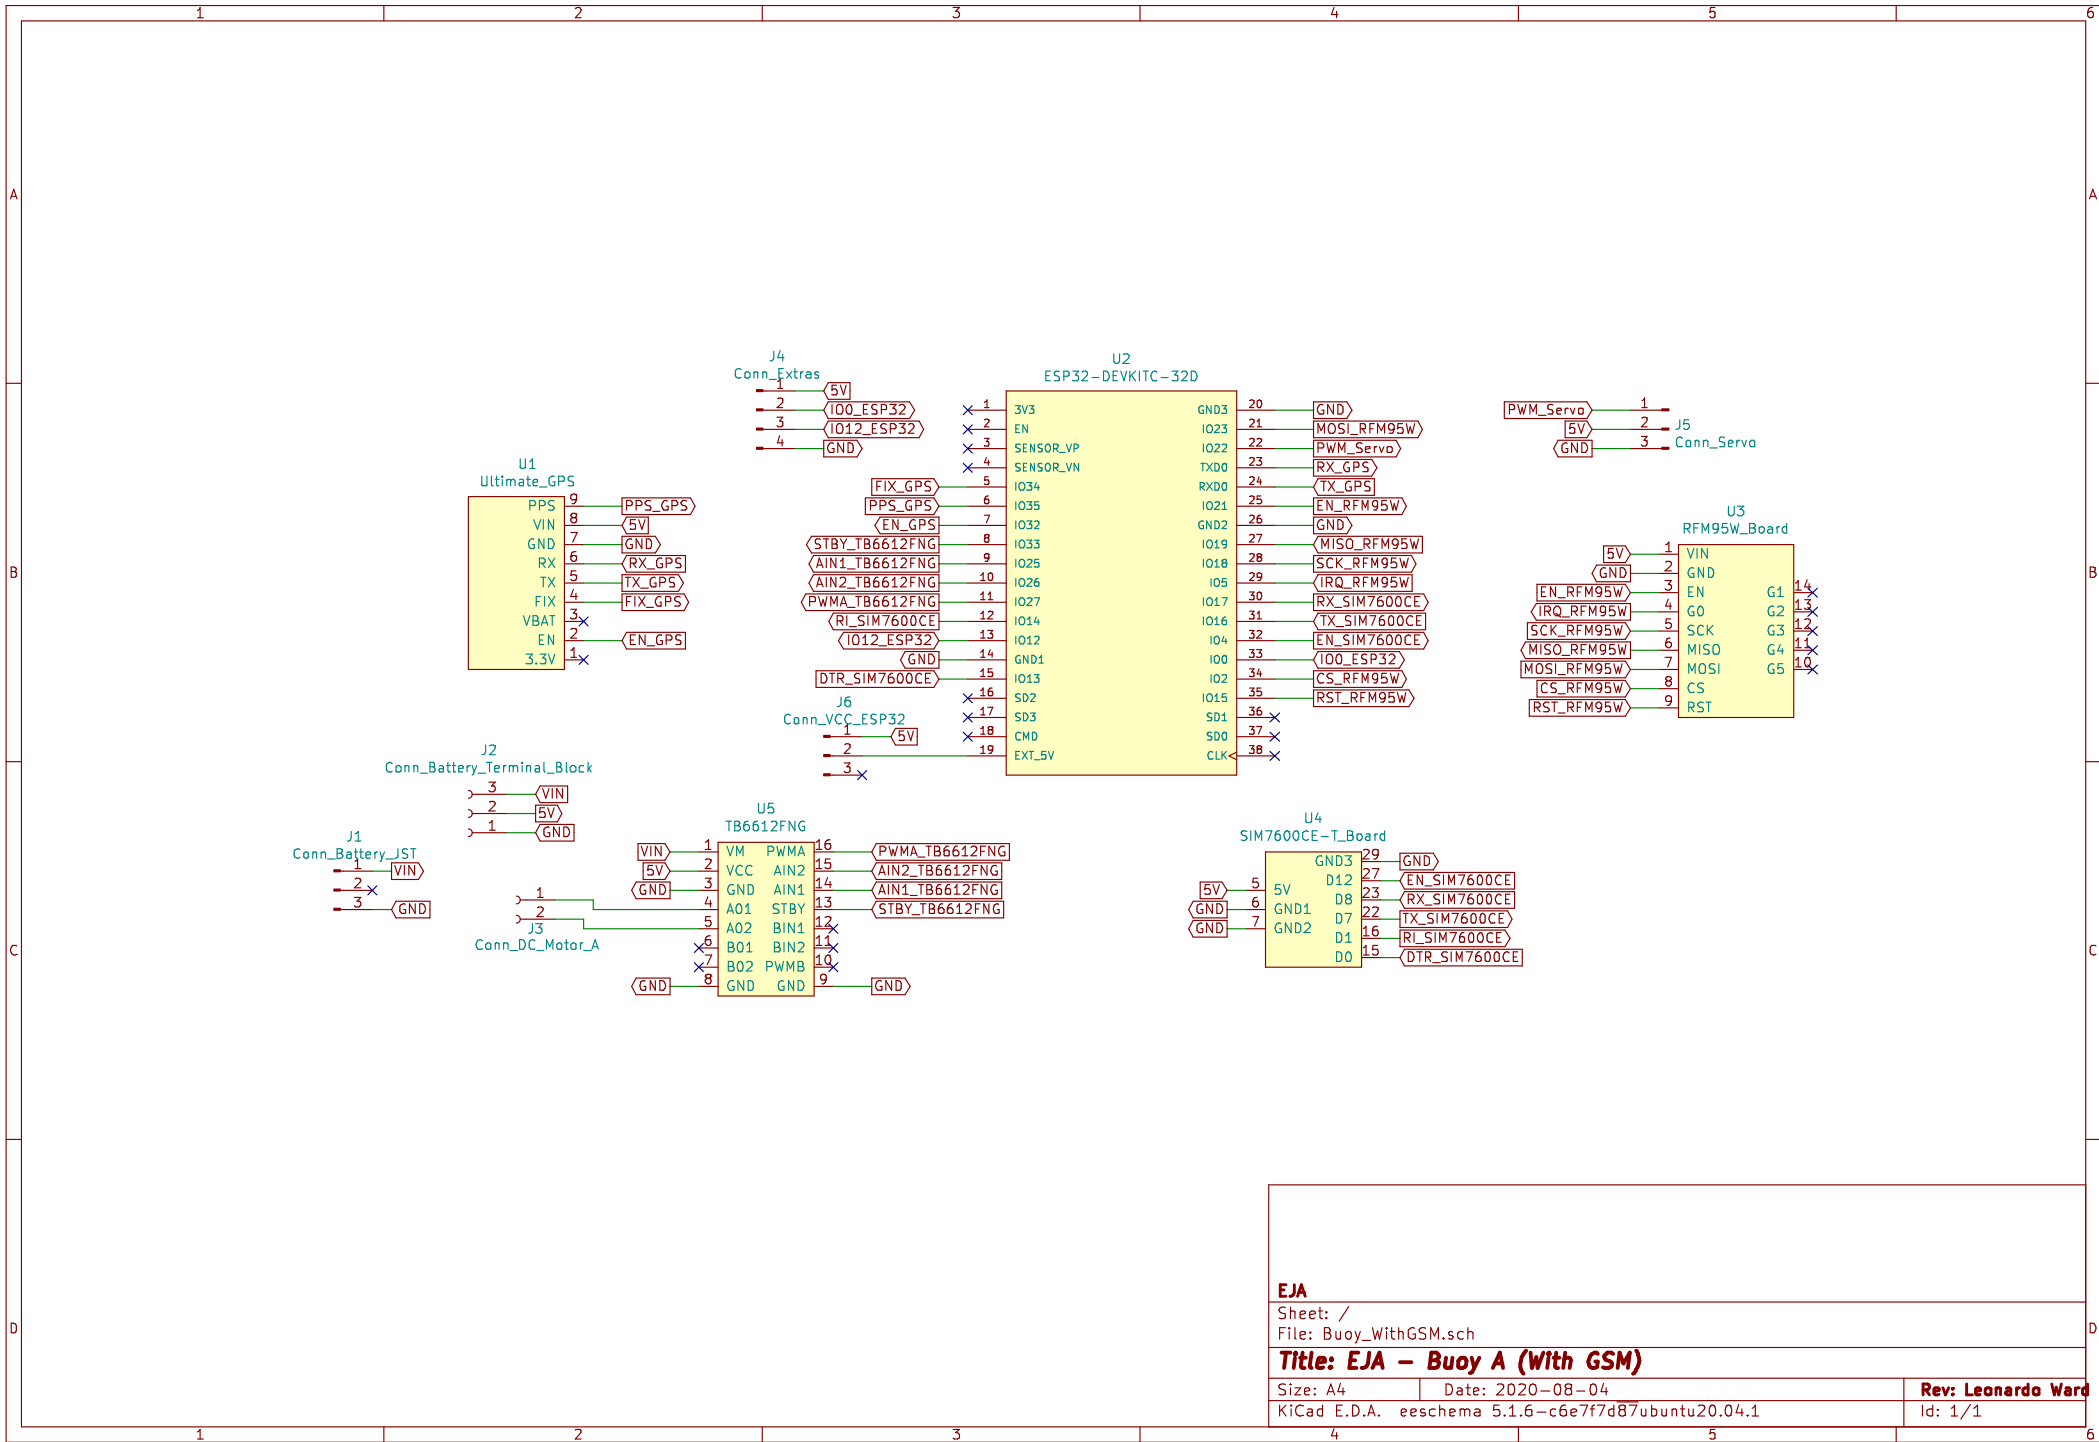 1 2 3 4 5 6
A A
B B
C C
D D
J4
Conn_Extras
1 5V
2 IO0_ESP32
3 IO12_ESP32
4 GND
U2
ESP32-DEVKITC-32D
1 3V3
2 EN
3 SENSOR_VP
4 SENSOR_VN
FIX_GPS 5 IO34
PPS_GPS 6 IO35
EN_GPS 7 IO32
STBY_TB6612FNG 8 IO33
AIN1_TB6612FNG 9 IO25
AIN2_TB6612FNG 10 IO26
PWMA_TB6612FNG 11 IO27
RI_SIM7600CE 12 IO14
IO12_ESP32 13 IO12
GND 14 GND1
DTR_SIM7600CE 15 IO13
16 SD2
17 SD3
18 CMD
19 EXT_5V
GND3 20 GND
IO23 21 MOSI_RFM95W
IO22 22 PWM_Servo
TXD0 23 RX_GPS
RXD0 24 TX_GPS
IO21 25 EN_RFM95W
GND2 26 GND
IO19 27 MISO_RFM95W
IO18 28 SCK_RFM95W
IO5 29 IRQ_RFM95W
IO17 30 RX_SIM7600CE
IO16 31 TX_SIM7600CE
IO4 32 EN_SIM7600CE
IO0 33 IO0_ESP32
IO2 34 CS_RFM95W
IO15 35 RST_RFM95W
SD1 36
SD0 37
CLK 38
PWM_Servo 1
5V 2
GND 3
J5
Conn_Servo
U1
Ultimate_GPS
PPS 9 PPS_GPS
VIN 8 5V
GND 7 GND
RX 6 RX_GPS
TX 5 TX_GPS
FIX 4 FIX_GPS
VBAT 3
EN 2 EN_GPS
3.3V 1
U3
RFM95W_Board
5V 1 VIN
GND 2 GND
EN_RFM95W 3 EN G1 14
IRQ_RFM95W 4 G0 G2 13
SCK_RFM95W 5 SCK G3 12
MISO_RFM95W 6 MISO G4 11
MOSI_RFM95W 7 MOSI G5 10
CS_RFM95W 8 CS
RST_RFM95W 9 RST
J6
Conn_VCC_ESP32
1 5V
2
3
J2
Conn_Battery_Terminal_Block
3 VIN
2 5V
1 GND
J1
Conn_Battery_JST
1 VIN
2
3 GND
1
2
J3
Conn_DC_Motor_A
U5
TB6612FNG
VIN 1 VM PWMA 16 PWMA_TB6612FNG
5V 2 VCC AIN2 15 AIN2_TB6612FNG
GND 3 GND AIN1 14 AIN1_TB6612FNG
4 AO1 STBY 13 STBY_TB6612FNG
5 AO2 BIN1 12
6 BO1 BIN2 11
7 BO2 PWMB 10
GND 8 GND GND 9 GND
U4
SIM7600CE-T_Board
GND3 29 GND
D12 27 EN_SIM7600CE
5V 5 5V D8 23 RX_SIM7600CE
GND 6 GND1 D7 22 TX_SIM7600CE
GND 7 GND2 D1 16 RI_SIM7600CE
D0 15 DTR_SIM7600CE
EJA
Sheet: /
File: Buoy_WithGSM.sch
Title: EJA - Buoy A (With GSM)
Size: A4 Date: 2020-08-04 Rev: Leonardo Ward
KiCad E.D.A. eeschema 5.1.6-c6e7f7d87ubuntu20.04.1 Id: 1/1
1 2 3 4 5 6